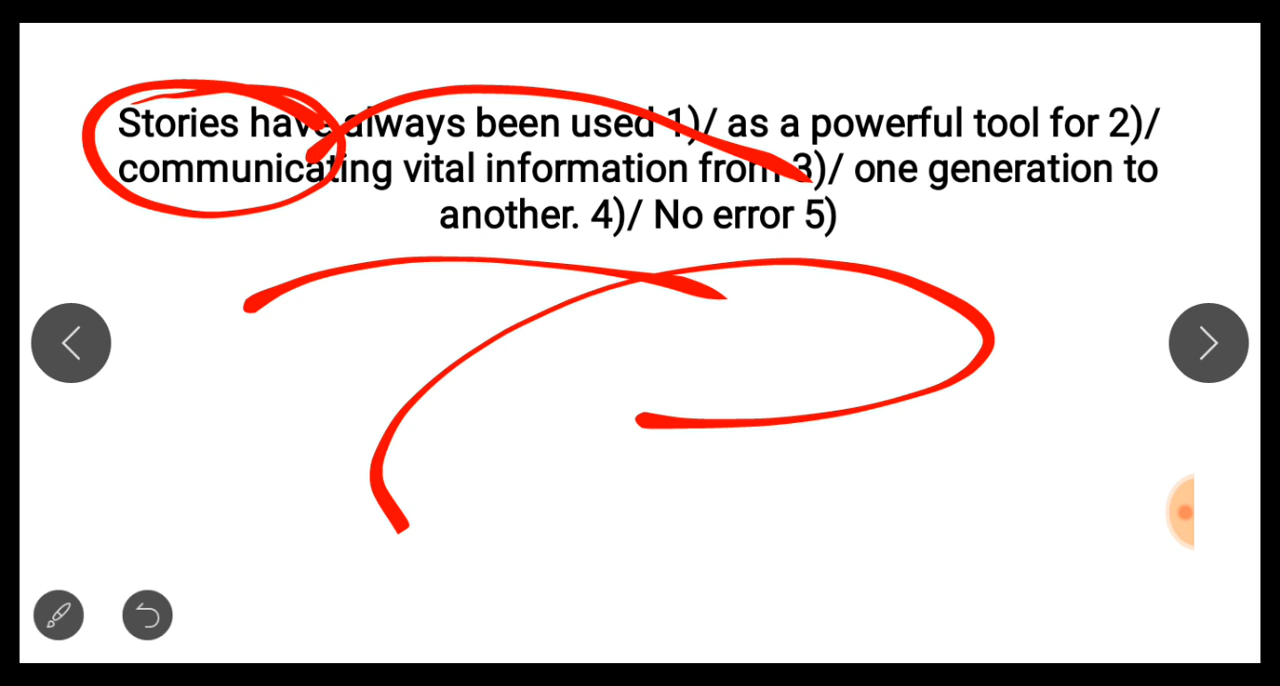 Stories have always been used 1)/ as a powerful tool for 2)/
communicating vital information from 3)/ one generation to
another. 4)/ No error 5)